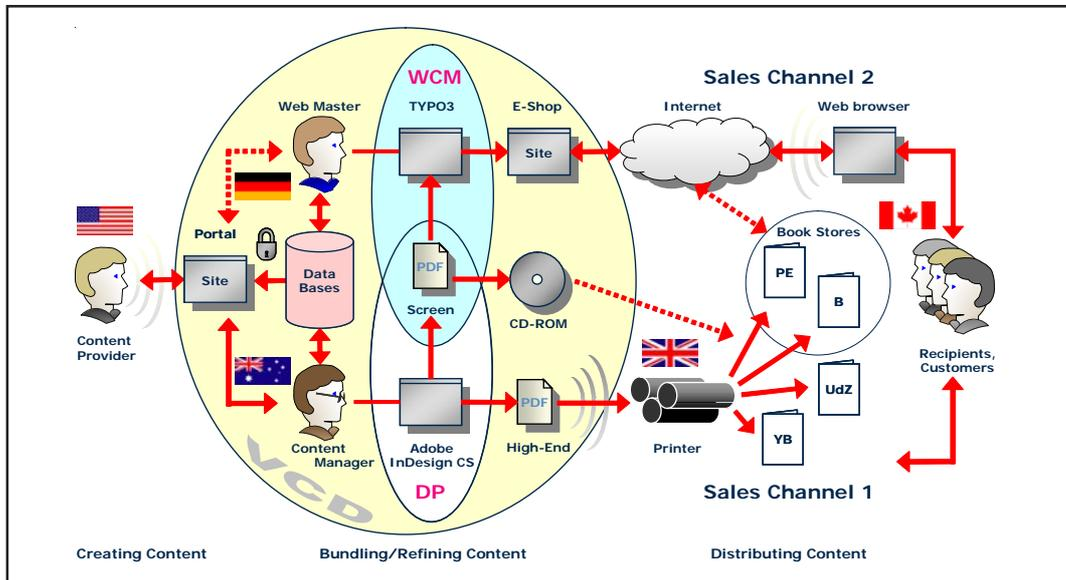 WCM
Sales Channel 2
Web Master
TYPO3
E-Shop
Internet
Web browser
Site
Portal
Book Stores
PE
Site
Data
Bases
PDF
B
Screen
CD-ROM
Content
Provider
Recipients,
Customers
UdZ
PDF
YB
Content
Manager
Adobe
InDesign CS
High-End
Printer
VCD
DP
Sales Channel 1
Creating Content
Bundling/Refining Content
Distributing Content